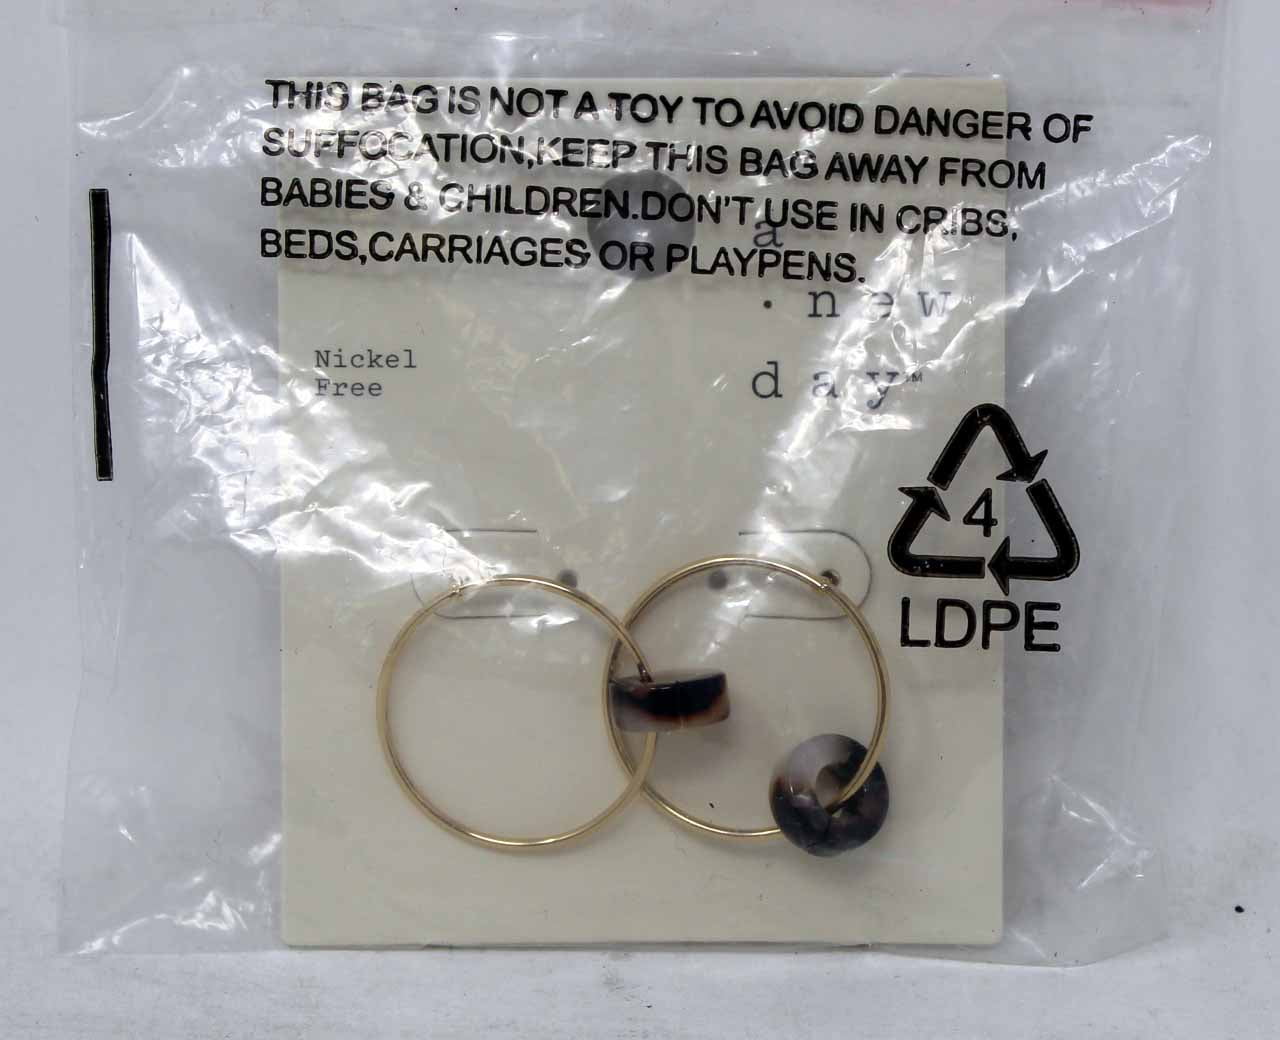 THIS BAG IS NOT A TOY TO AVOID DANGER OF
SUFFOCATION,KEEP THIS BAG AWAY FROM
BABIES & CHILDREN.DON'T USE IN CRIBS,
BEDS,CARRIAGES OR PLAYPENS.
a
· new
day™
Nickel
Free
4
LDPE